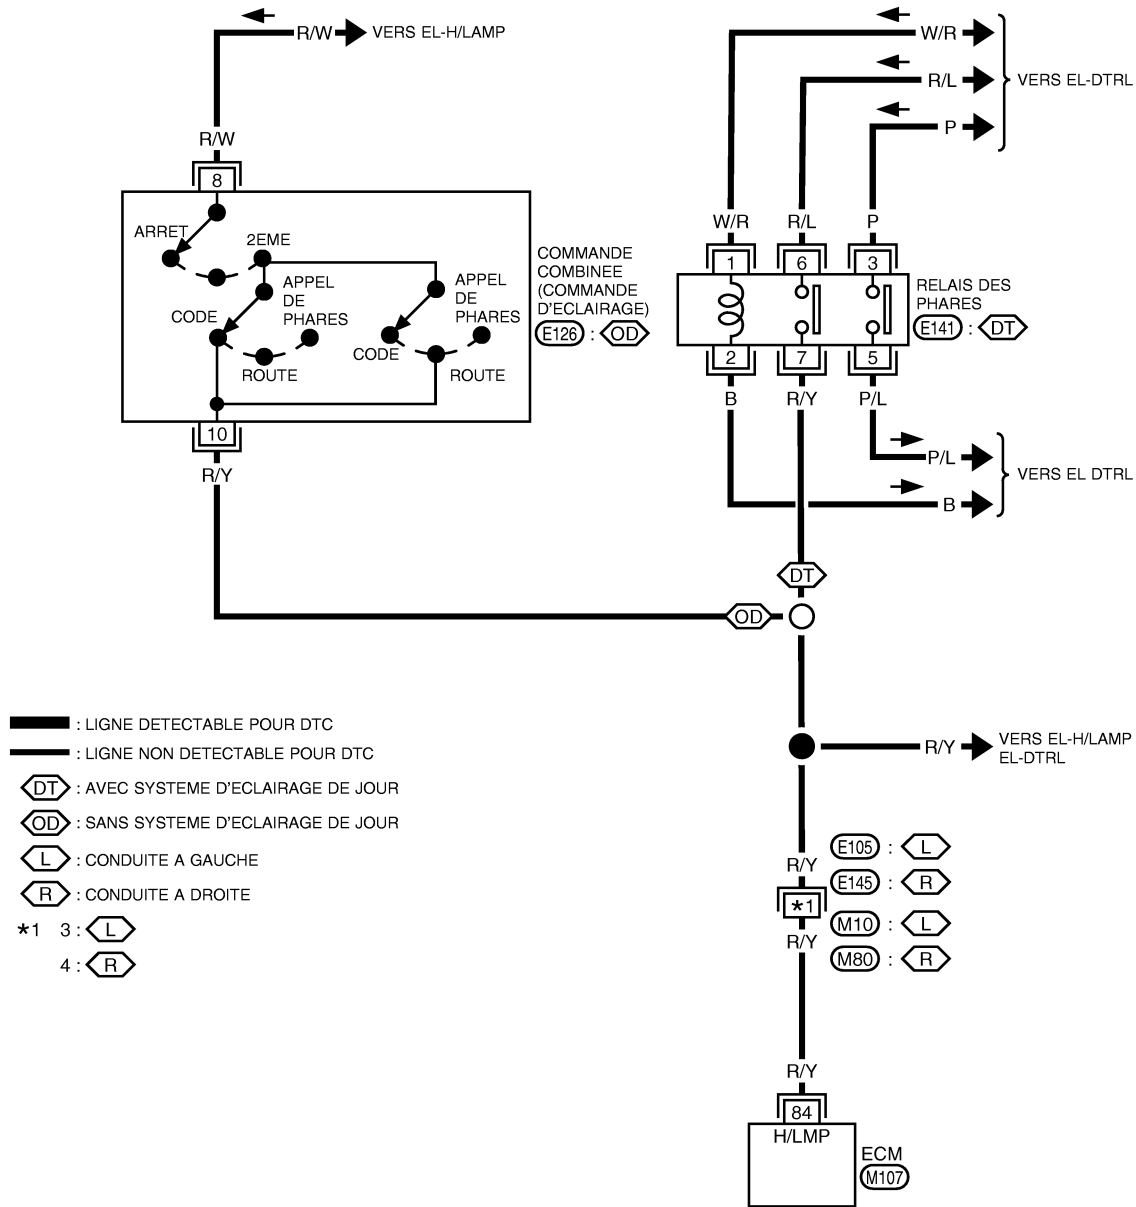 R/W VERS EL-H/LAMP
R/W
8
ARRET
2EME
APPEL
DE
PHARES
CODE
ROUTE
APPEL
DE
PHARES
CODE
ROUTE
10
R/Y
COMMANDE
COMBINEE
(COMMANDE
D'ECLAIRAGE)
E126 : OD
W/R
R/L
P
VERS EL-DTRL
W/R R/L P
1 6 3
RELAIS DES
PHARES
E141 : DT
2 7 5
B R/Y P/L
P/L
B
VERS EL DTRL
DT
OD
R/Y VERS EL-H/LAMP
EL-DTRL
: LIGNE DETECTABLE POUR DTC
: LIGNE NON DETECTABLE POUR DTC
DT : AVEC SYSTEME D'ECLAIRAGE DE JOUR
OD : SANS SYSTEME D'ECLAIRAGE DE JOUR
L : CONDUITE A GAUCHE
R : CONDUITE A DROITE
*1 3 : L
4 : R
R/Y
*1
R/Y
E105 : L
E145 : R
M10 : L
M80 : R
R/Y
84
H/LMP
ECM
M107